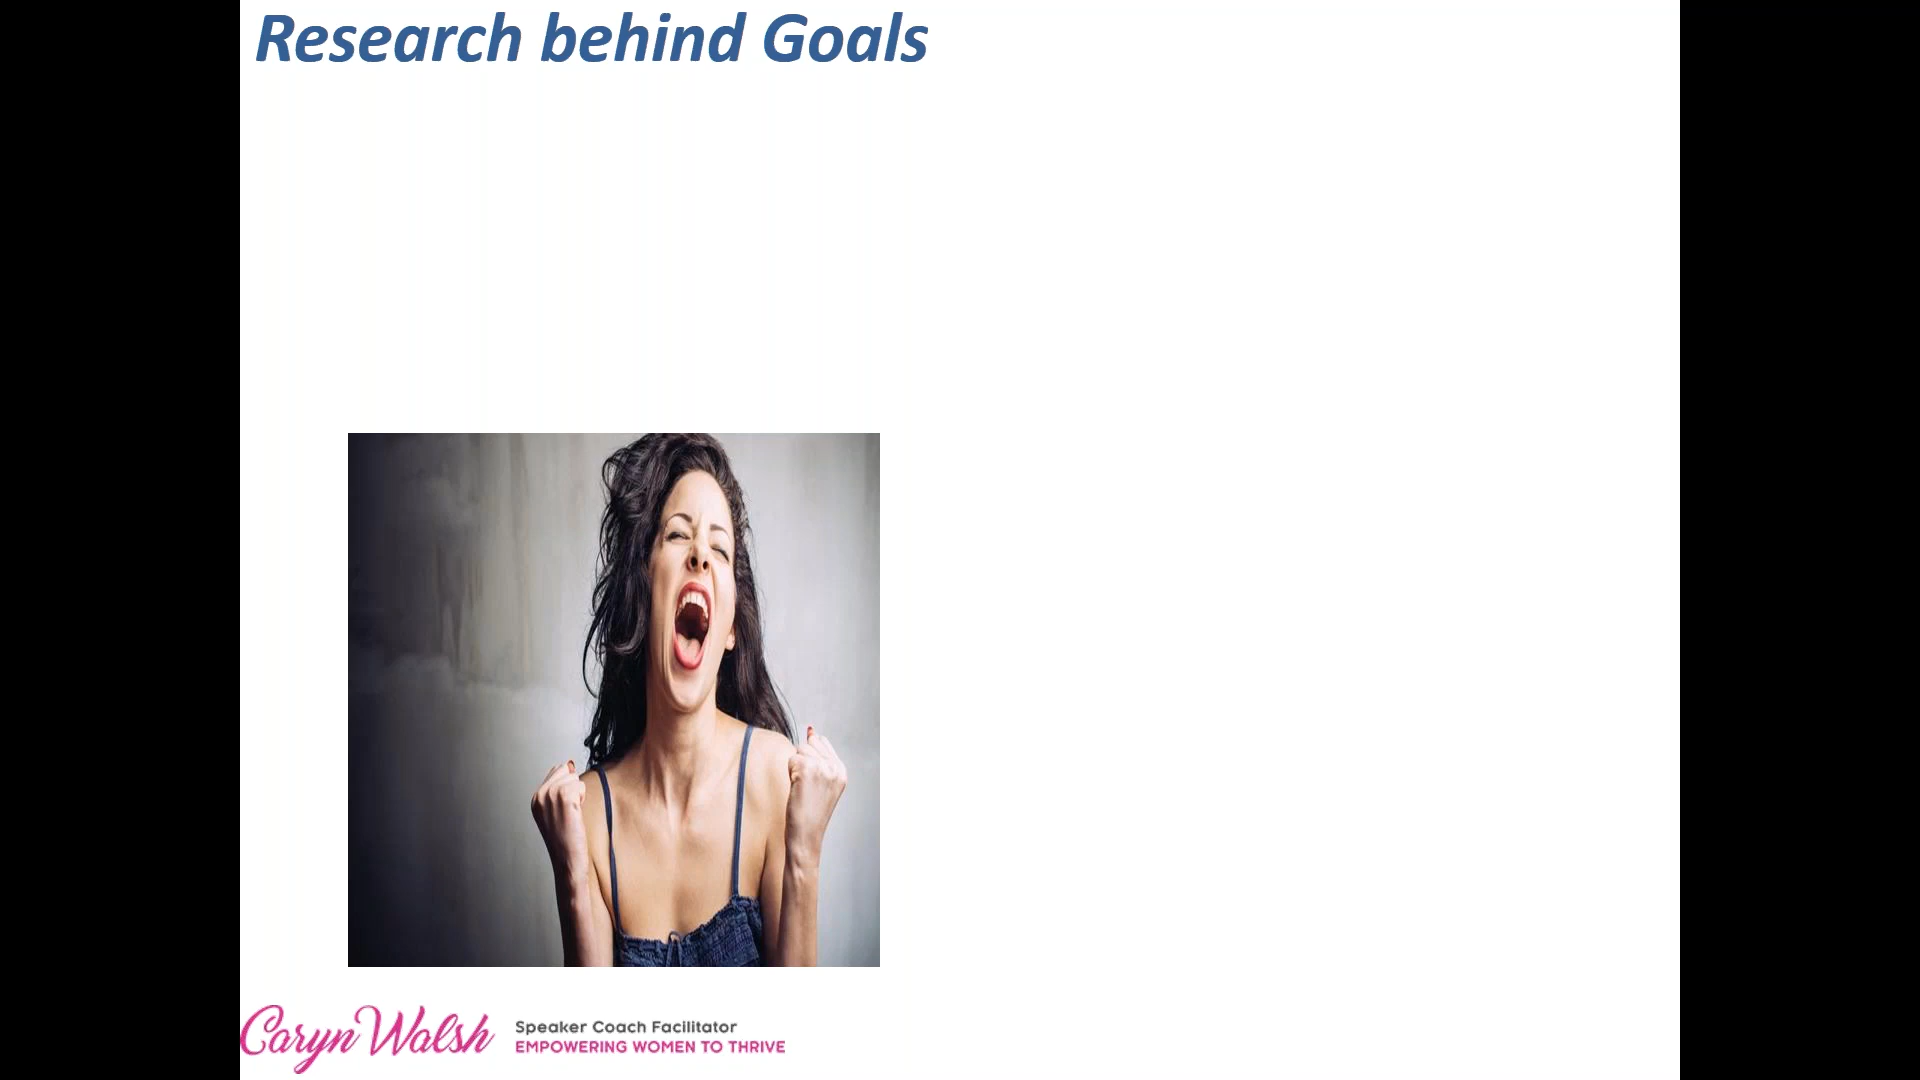 Research behind Goals
Caryn Walsh
Speaker Coach Facilitator
EMPOWERING WOMEN TO THRIVE